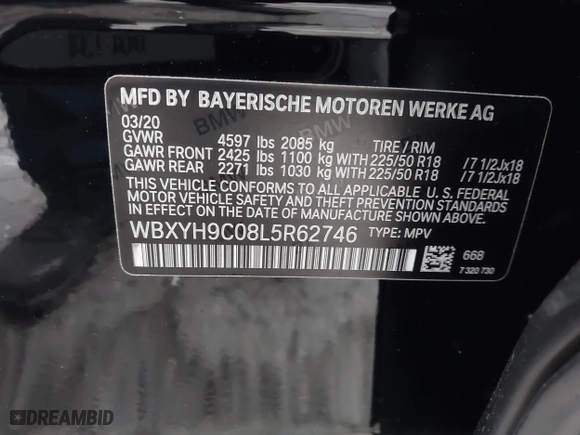 MFD BY BAYERISCHE MOTOREN WERKE AG
03/20
GVWR 4597 lbs 2085 kg TIRE / RIM
GAWR FRONT 2425 lbs 1100 kg WITH 225/50 R18 /7 1/2Jx18
GAWR REAR 2271 lbs 1030 kg WITH 225/50 R18 /7 1/2Jx18
THIS VEHICLE CONFORMS TO ALL APPLICABLE U. S. FEDERAL
MOTOR VEHICLE SAFETY, BUMPER, AND THEFT PREVENTION
STANDARDS IN EFFECT ON THE DATE OF MANUFACTURE SHOWN ABOVE.
WBXYH9C08L5R62746 TYPE: MPV
668
7 320 730
DREAMBID